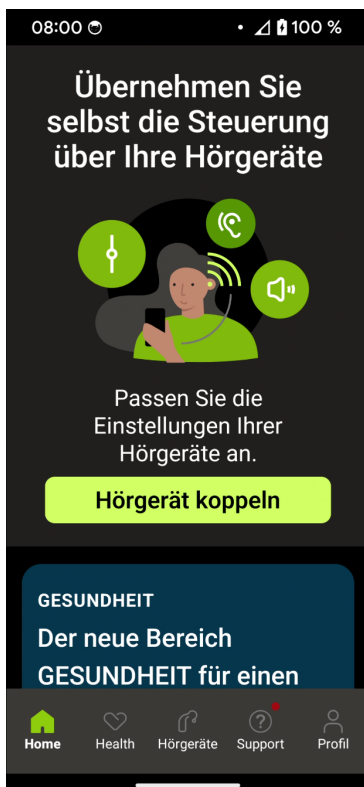 08:00
100 %
Übernehmen Sie
selbst die Steuerung
über Ihre Hörgeräte
Passen Sie die
Einstellungen Ihrer
Hörgeräte an.
Hörgerät koppeln
GESUNDHEIT
Der neue Bereich
GESUNDHEIT für einen
Home Health Hörgeräte Support Profil